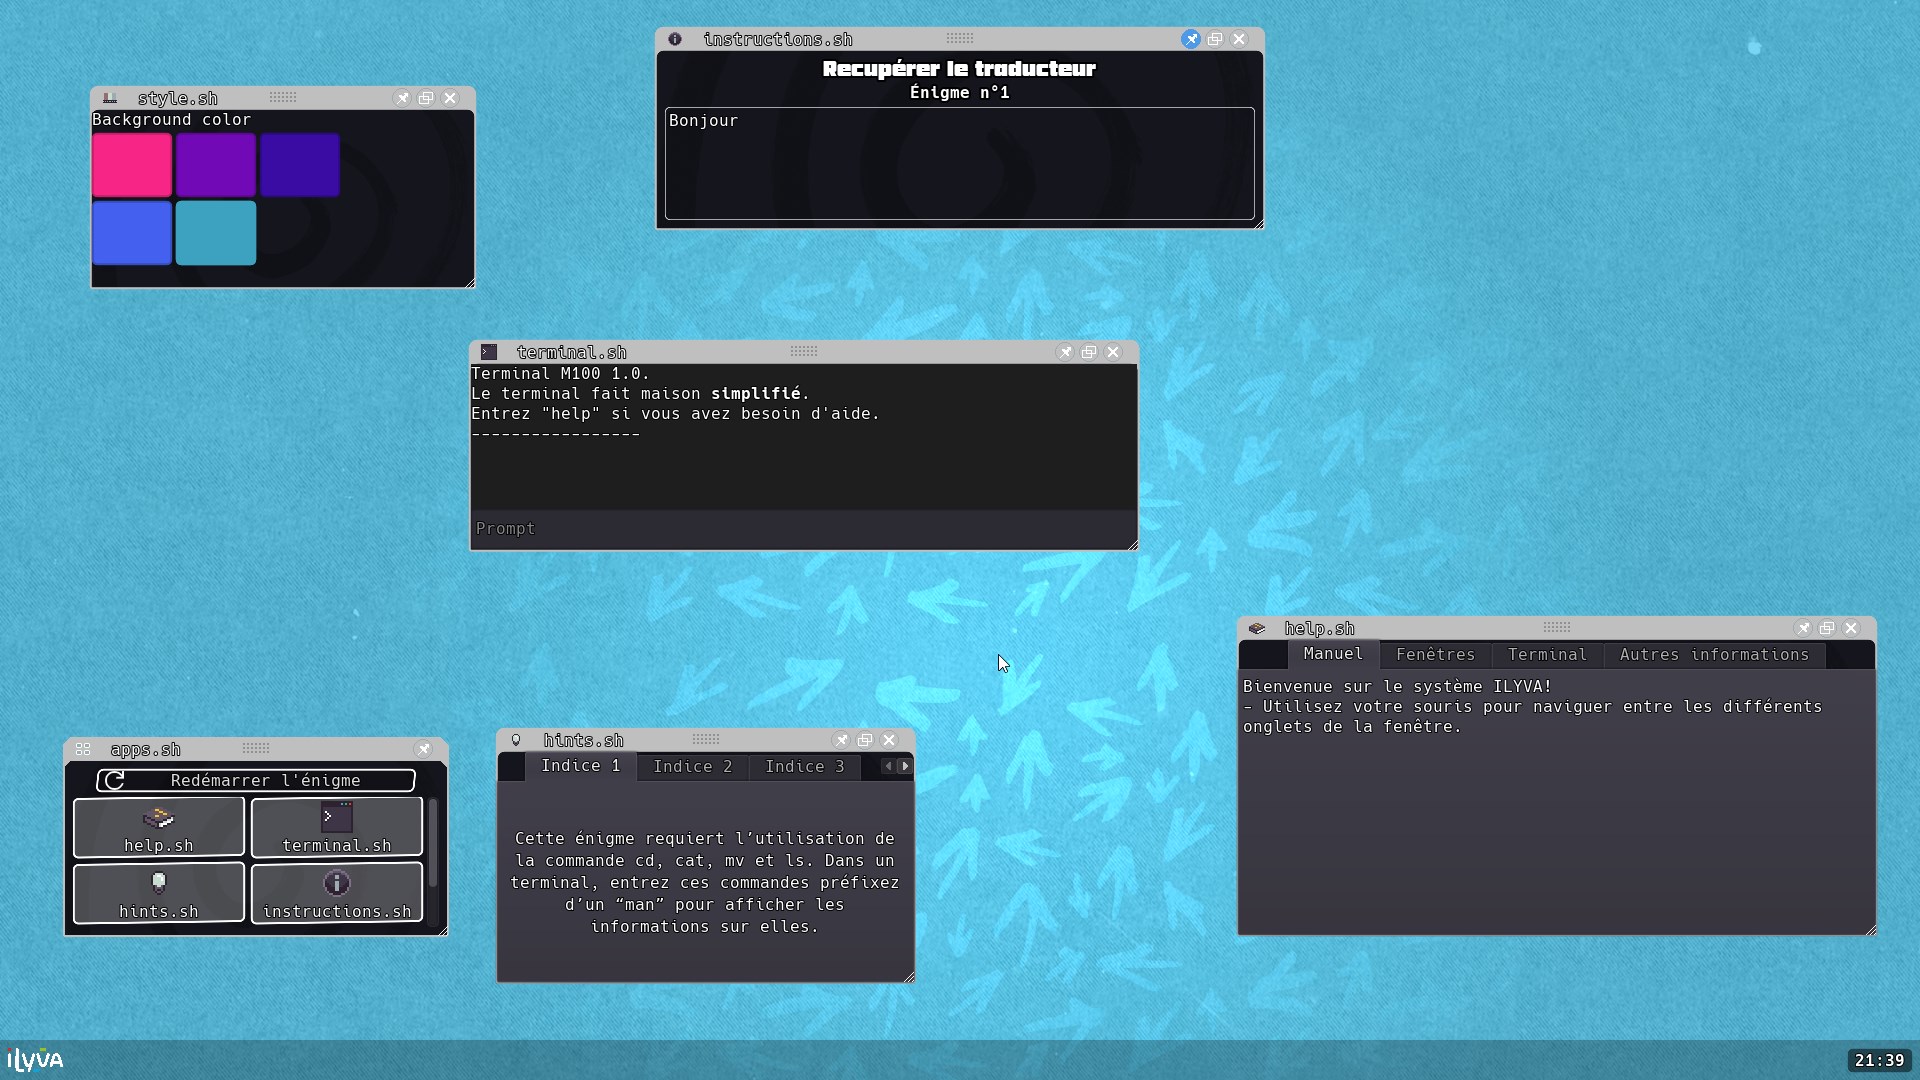 instructions.sh
Recupérer le traducteur
Énigme n°1
Bonjour
style.sh
Background color
terminal.sh
Terminal M100 1.0.
Le terminal fait maison simplifié.
Entrez "help" si vous avez besoin d'aide.
-----------------
Prompt
help.sh
Manuel Fenêtres Terminal Autres informations
Bienvenue sur le système ILYVA!
- Utilisez votre souris pour naviguer entre les différents
onglets de la fenêtre.
apps.sh
Redémarrer l'énigme
help.sh terminal.sh
hints.sh instructions.sh
hints.sh
Indice 1 Indice 2 Indice 3
Cette énigme requiert l’utilisation de
la commande cd, cat, mv et ls. Dans un
terminal, entrez ces commandes préfixez
d’un “man” pour afficher les
informations sur elles.
iLyVA
21:39